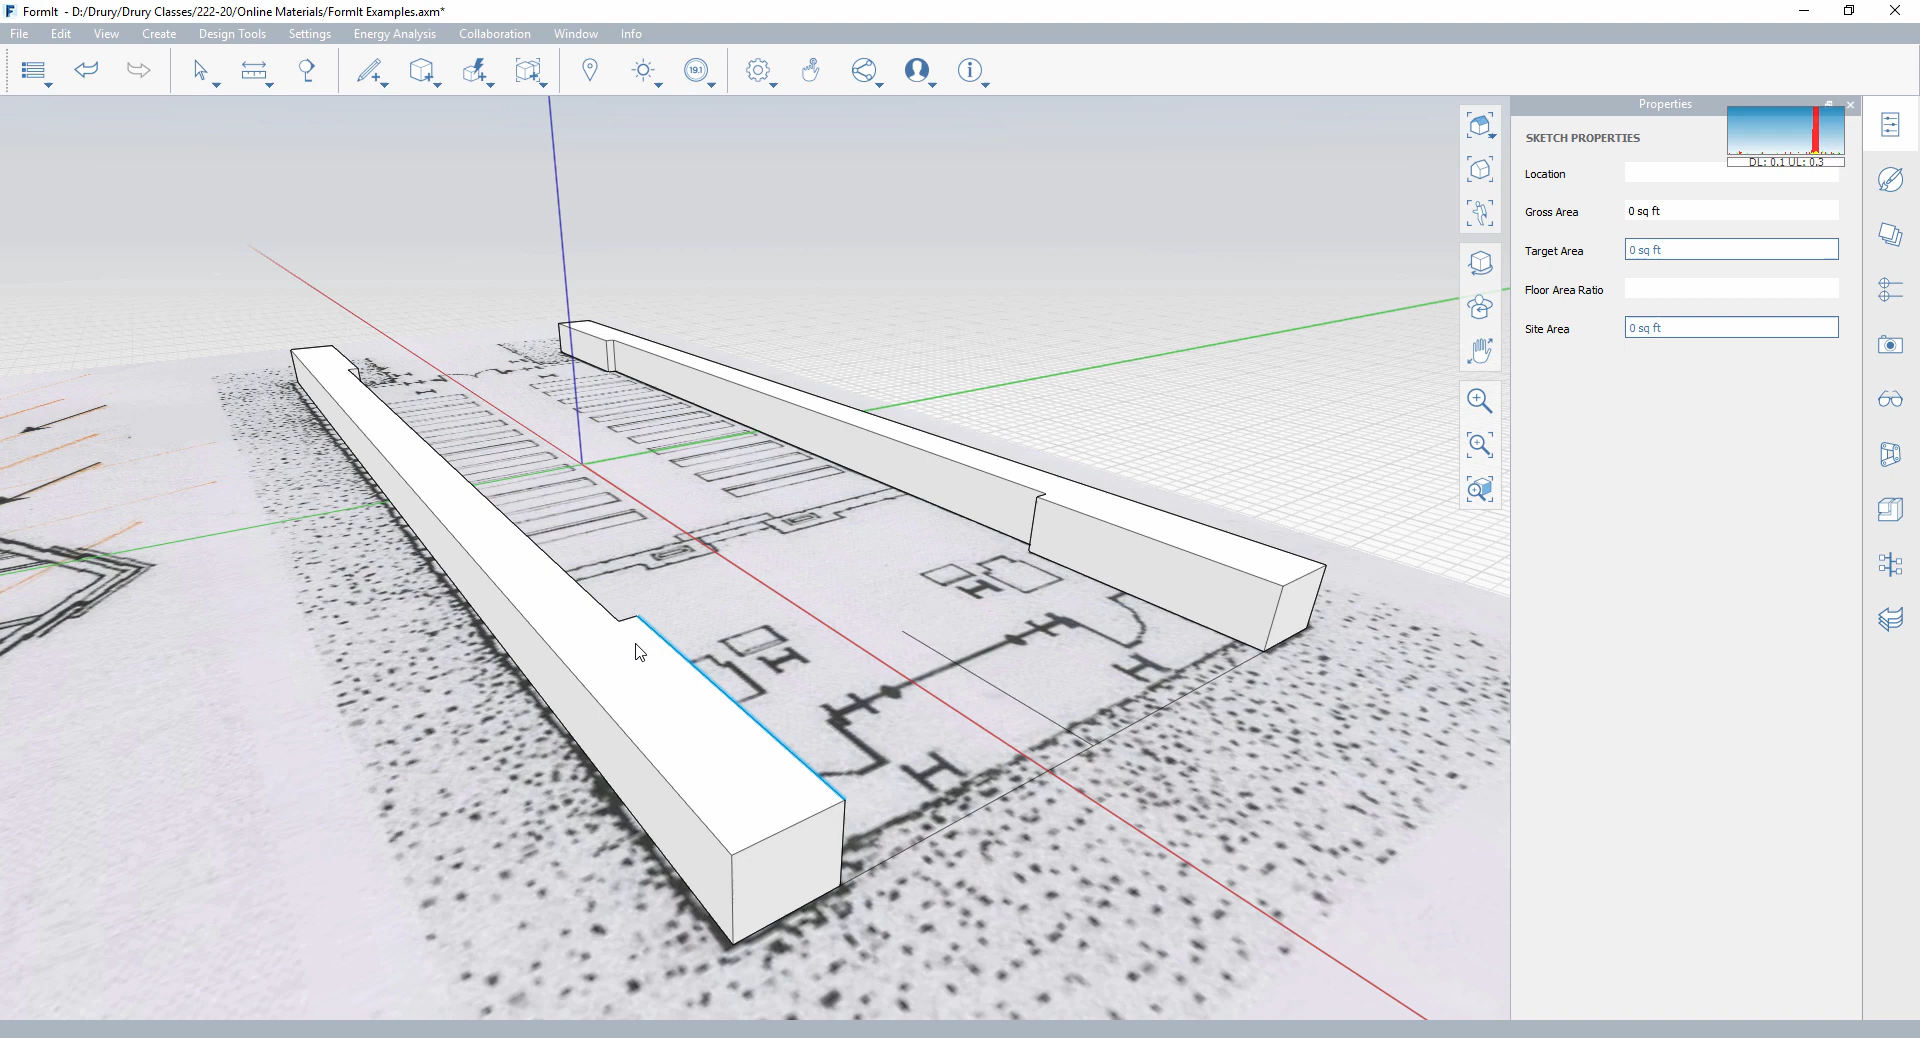 FormIt - D:/Drury/Drury Classes/222-20/Online Materials/FormIt Examples.axm*
File Edit View Create Design Tools Settings Energy Analysis Collaboration Window Info
19.1
Properties
SKETCH PROPERTIES
DL: 0.1 UL: 0.3
Location
Gross Area 0 sq ft
Target Area 0 sq ft
Floor Area Ratio
Site Area 0 sq ft